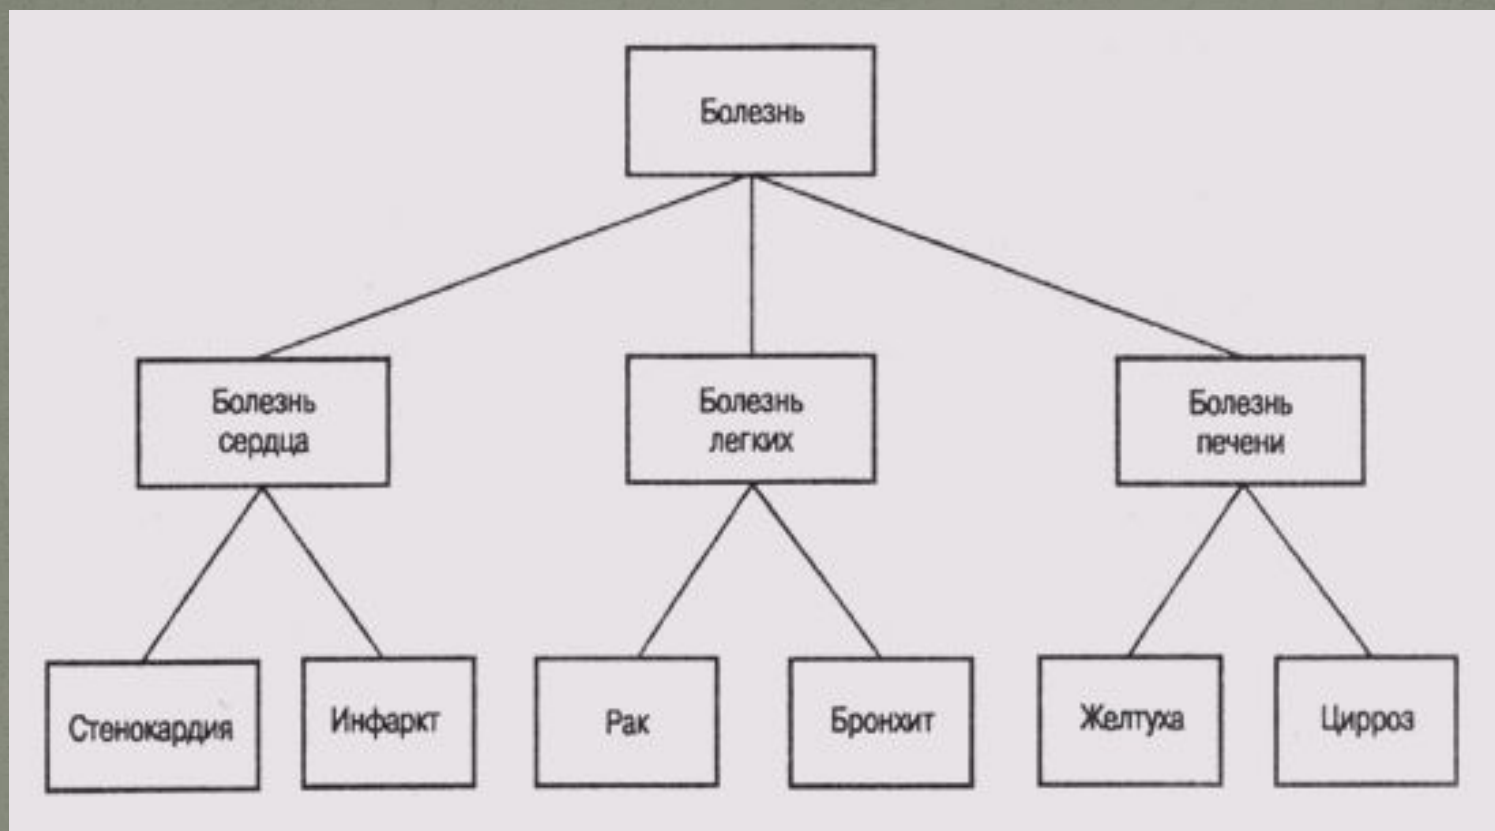 Болезнь
Болезнь
сердца
Болезнь
легких
Болезнь
печени
Стенокардия
Инфаркт
Рак
Бронхит
Желтуха
Цирроз